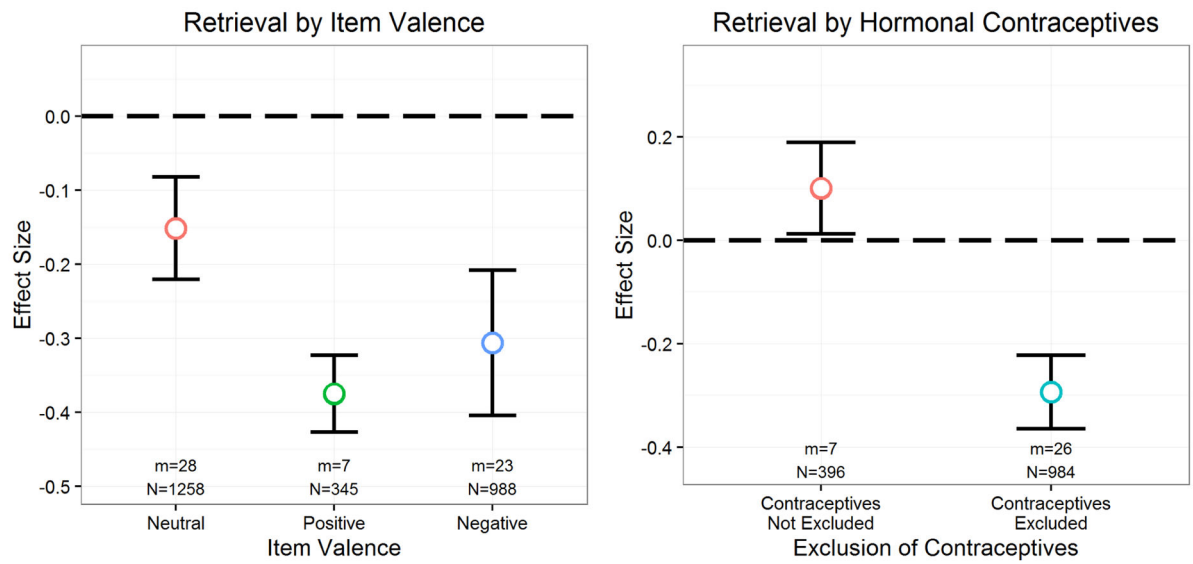 Retrieval by Item Valence
Effect Size
0.0
-0.1
-0.2
-0.3
-0.4
-0.5
m=28
N=1258
m=7
N=345
m=23
N=988
Neutral
Positive
Negative
Item Valence
Retrieval by Hormonal Contraceptives
Effect Size
0.2
0.0
-0.2
-0.4
m=7
N=396
m=26
N=984
Contraceptives
Not Excluded
Contraceptives
Excluded
Exclusion of Contraceptives